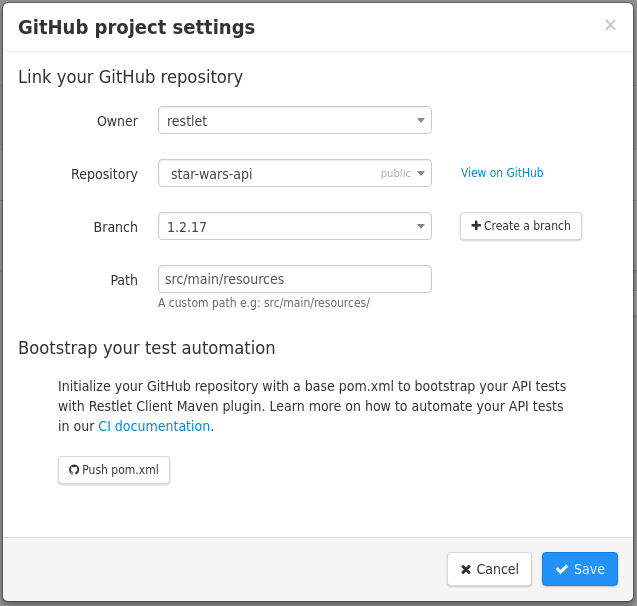 GitHub project settings ×
Link your GitHub repository
Owner restlet
Repository star-wars-api public View on GitHub
Branch 1.2.17 Create a branch
Path src/main/resources
A custom path e.g: src/main/resources/
Bootstrap your test automation
Initialize your GitHub repository with a base pom.xml to bootstrap your API tests
with Restlet Client Maven plugin. Learn more on how to automate your API tests
in our CI documentation.
Push pom.xml
Cancel Save